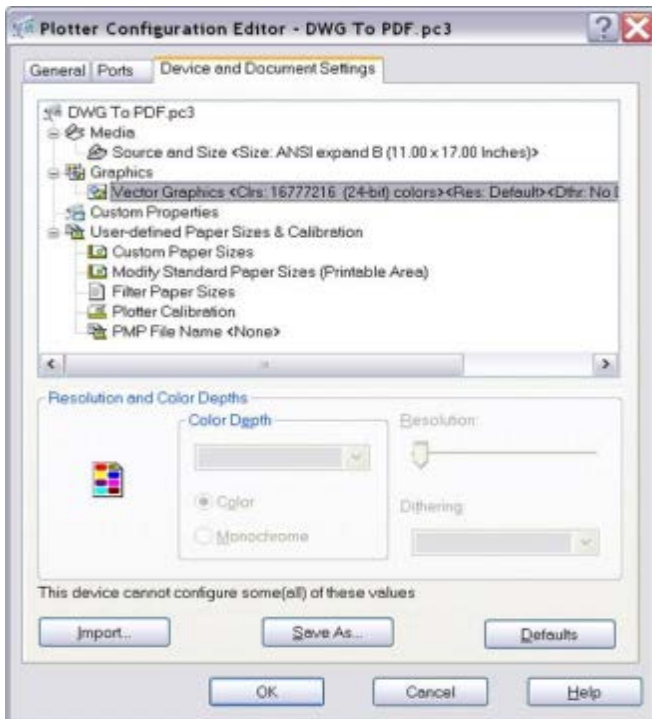 Plotter Configuration Editor - DWG To PDF.pc3
General
Ports
Device and Document Settings
DWG To PDF.pc3
Media
Source and Size <Size: ANSI expand B (11.00 x 17.00 Inches)>
Graphics
Vector Graphics <Clrs: 16777216 (24-bit) colors><Res: Default><Dthr: No
Custom Properties
User-defined Paper Sizes & Calibration
Custom Paper Sizes
Modify Standard Paper Sizes (Printable Area)
Filter Paper Sizes
Plotter Calibration
PMP File Name <None>
Resolution and Color Depths
Color Depth
Resolution:
Color
Dithering:
Monochrome
This device cannot configure some(all) of these values
Import...
Save As...
Defaults
OK
Cancel
Help